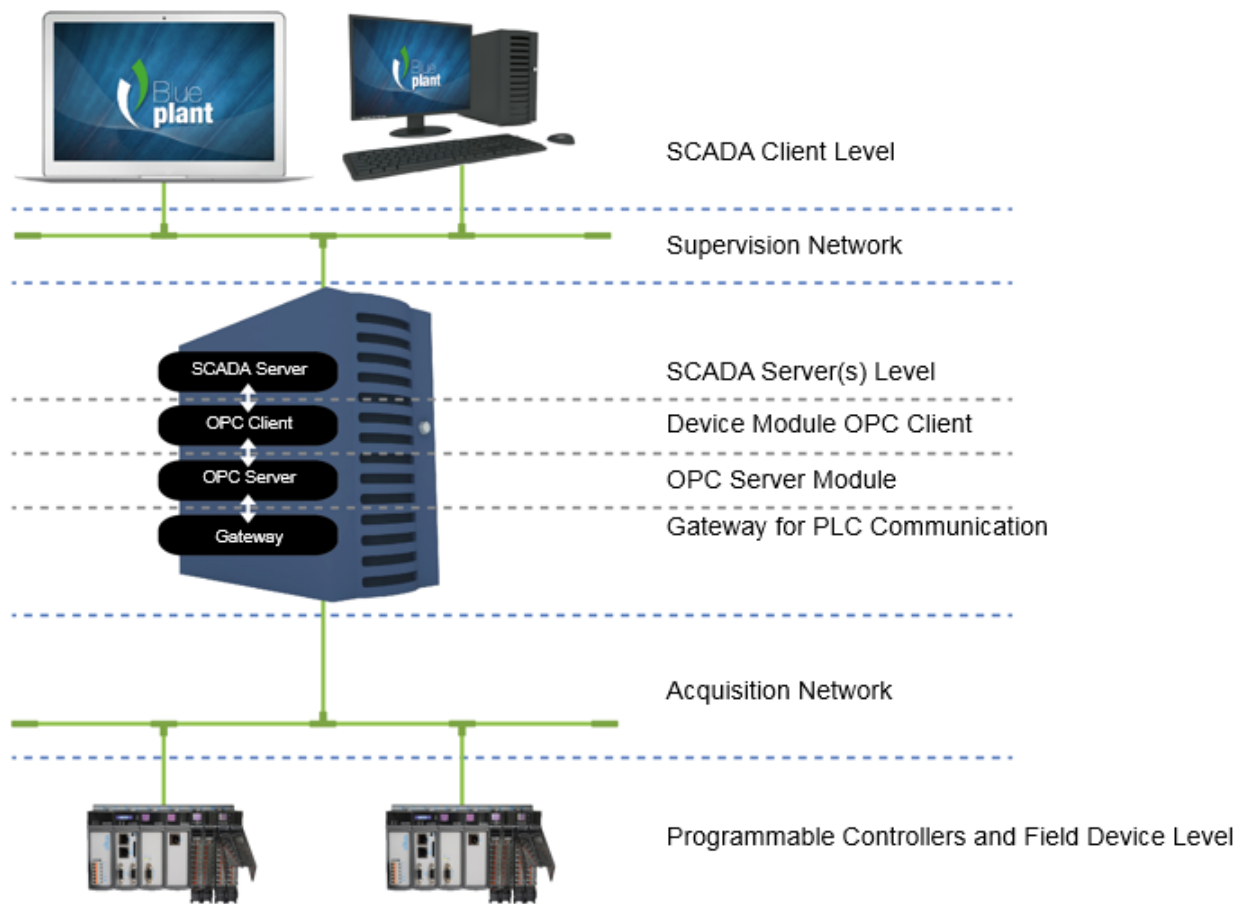 Blue
plant
Blue
plant
SCADA Client Level
Supervision Network
SCADA Server
SCADA Server(s) Level
OPC Client
Device Module OPC Client
OPC Server
OPC Server Module
Gateway
Gateway for PLC Communication
Acquisition Network
Programmable Controllers and Field Device Level